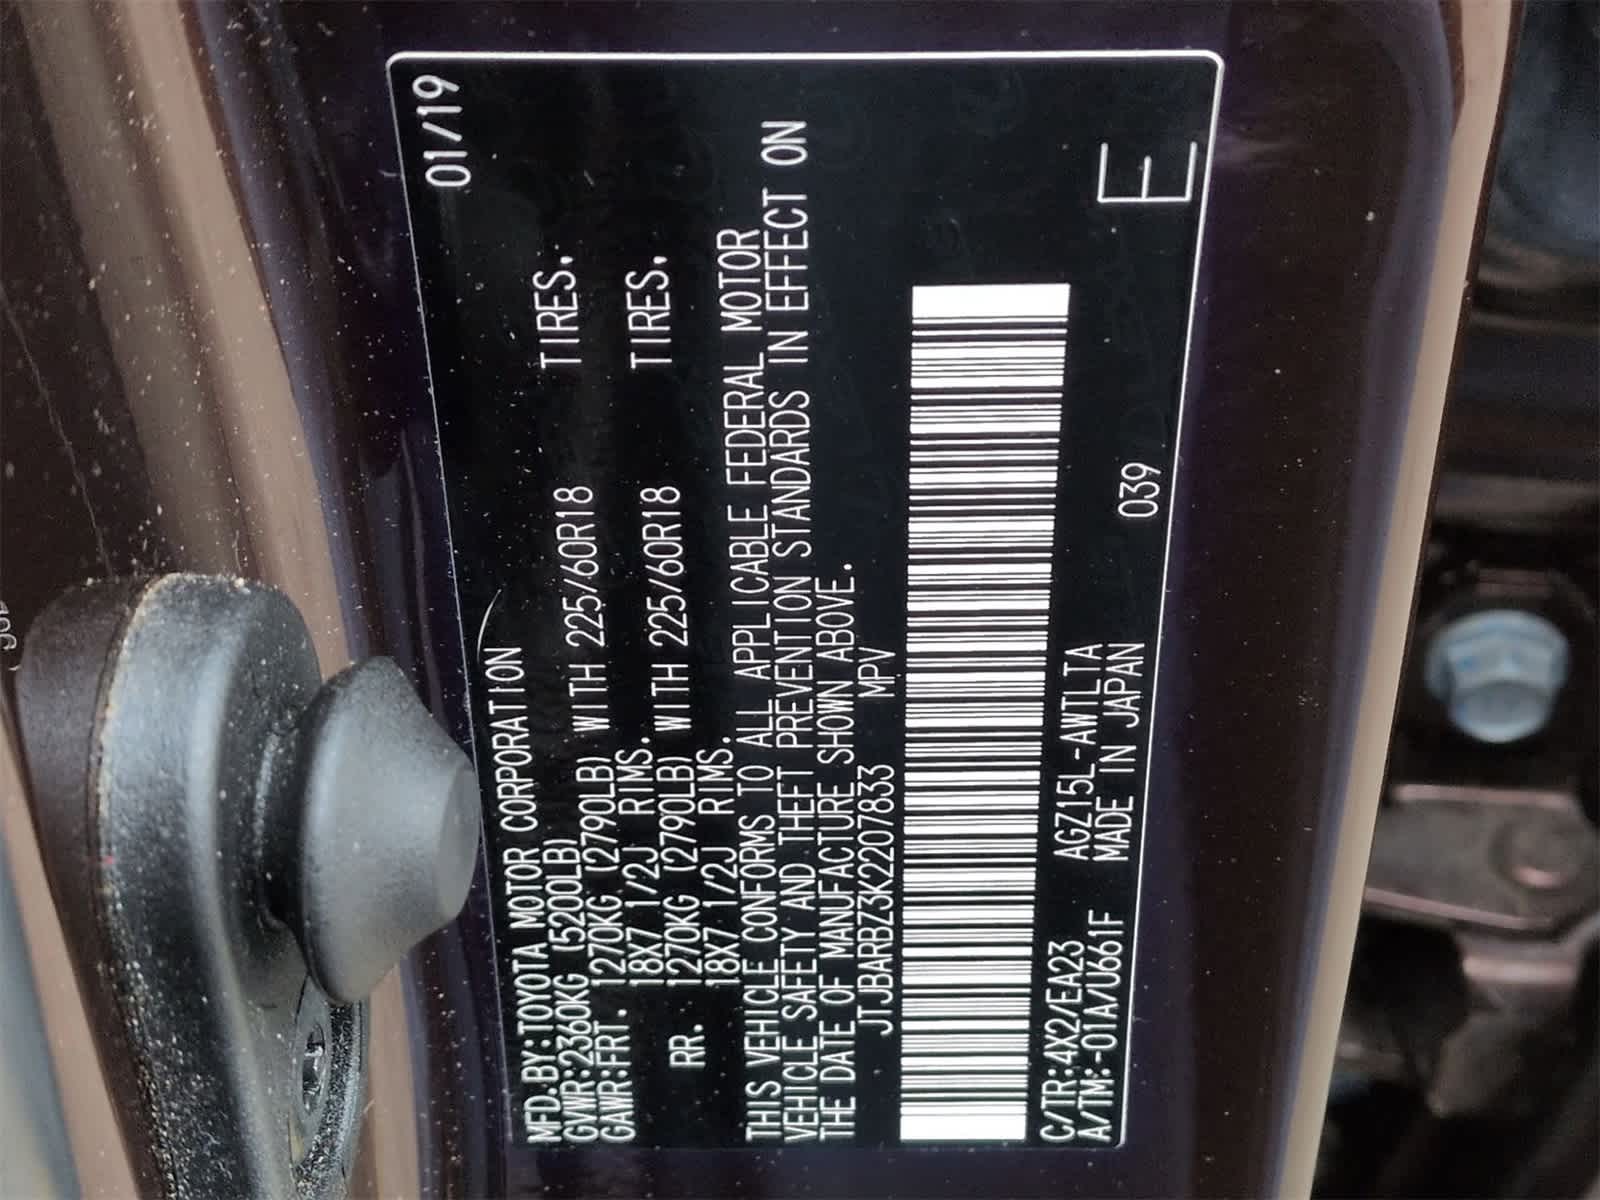 MFD.BY:TOYOTA MOTOR CORPORATION 01/19
GVWR:2360KG (5200LB)
GAWR:FRT. 1270KG (2790LB) WITH 225/60R18 TIRES.
18X7 1/2J RIMS.
RR. 1270KG (2790LB) WITH 225/60R18 TIRES.
18X7 1/2J RIMS.
THIS VEHICLE CONFORMS TO ALL APPLICABLE FEDERAL MOTOR
VEHICLE SAFETY AND THEFT PREVENTION STANDARDS IN EFFECT ON
THE DATE OF MANUFACTURE SHOWN ABOVE.
JTJBARBZ3K2207833 MPV
C/TR:4X2/EA23 AGZ15L-AWTLTA
A/TM:-01A/U661F MADE IN JAPAN 039
E